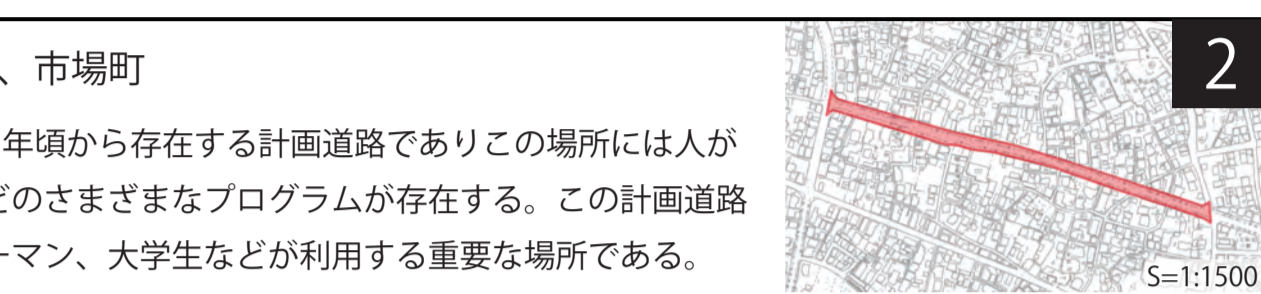 、市場町
年頃から存在する計画道路でありこの場所には人が
どのさまざまなプログラムが存在する。この計画道路
ーマン、大学生などが利用する重要な場所である。
2
S=1:1500